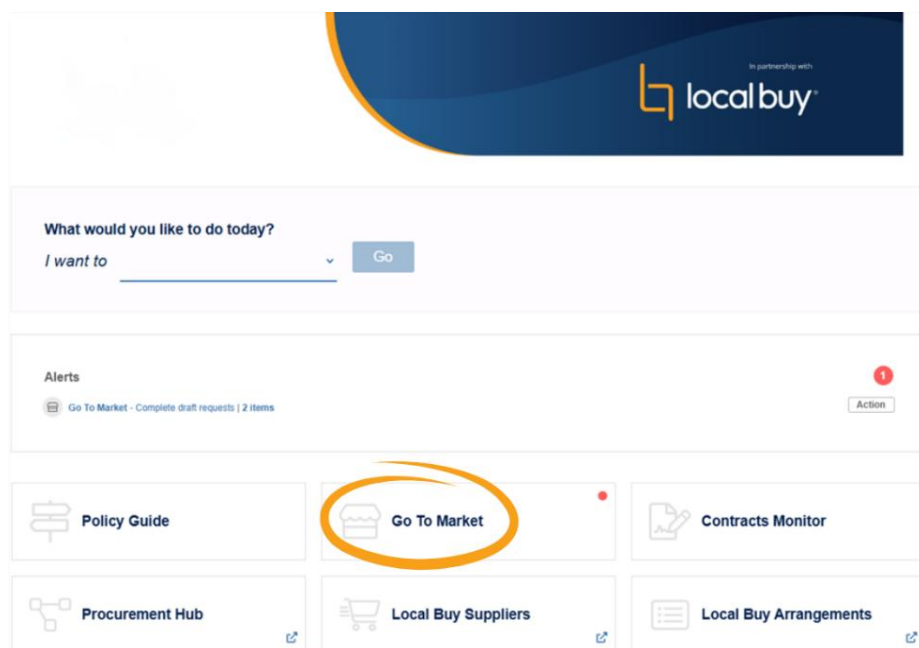 In partnership with
local buy
What would you like to do today?
I want to
Go
Alerts
1
Go To Market - Complete draft requests | 2 items
Action
Policy Guide
Go To Market
Contracts Monitor
Procurement Hub
Local Buy Suppliers
Local Buy Arrangements